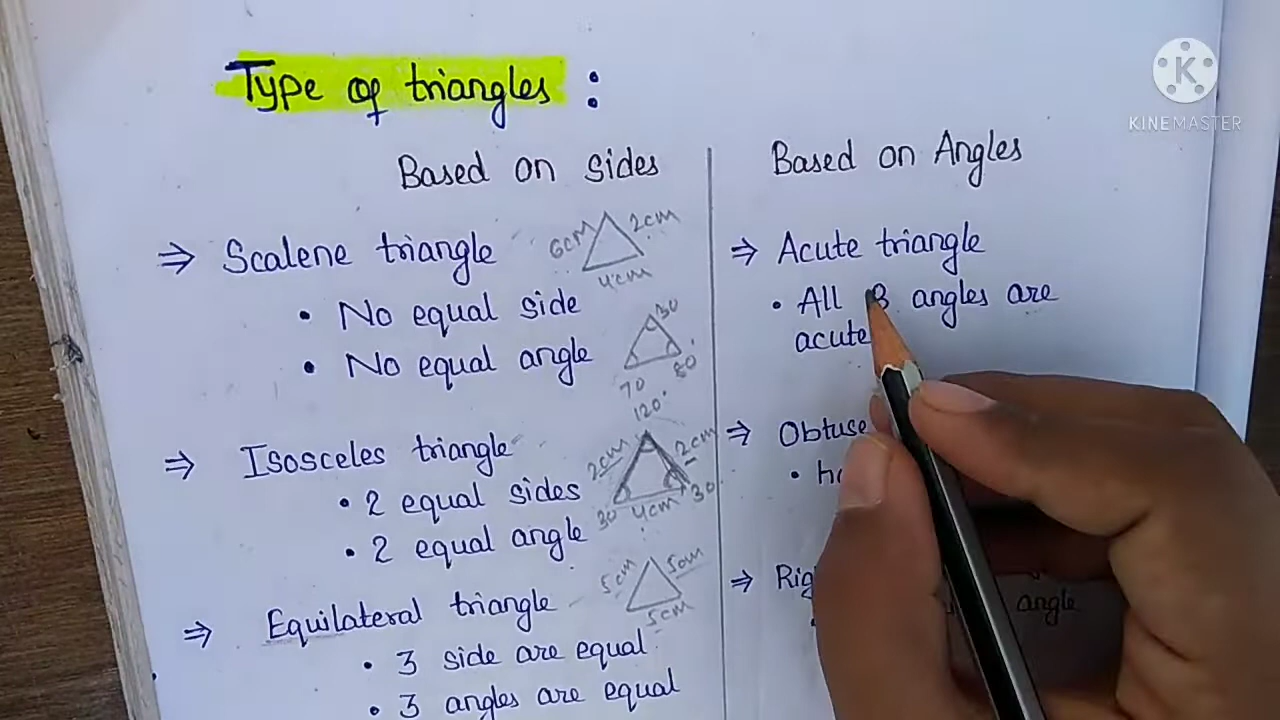 Type of triangles :
Based on sides
⇒ Scalene triangle
6cm 2cm
4cm
• No equal side
• No equal angle
30
70 80°
⇒ Isosceles triangle
120°
2cm 2cm
30 4cm 30
• 2 equal sides
• 2 equal angle
⇒ Equilateral triangle
5cm 5cm
5cm
• 3 side are equal
• 3 angles are equal
Based on Angles
⇒ Acute triangle
• All 3 angles are
acute
⇒ Obtuse
⇒
angle
KINEMASTER